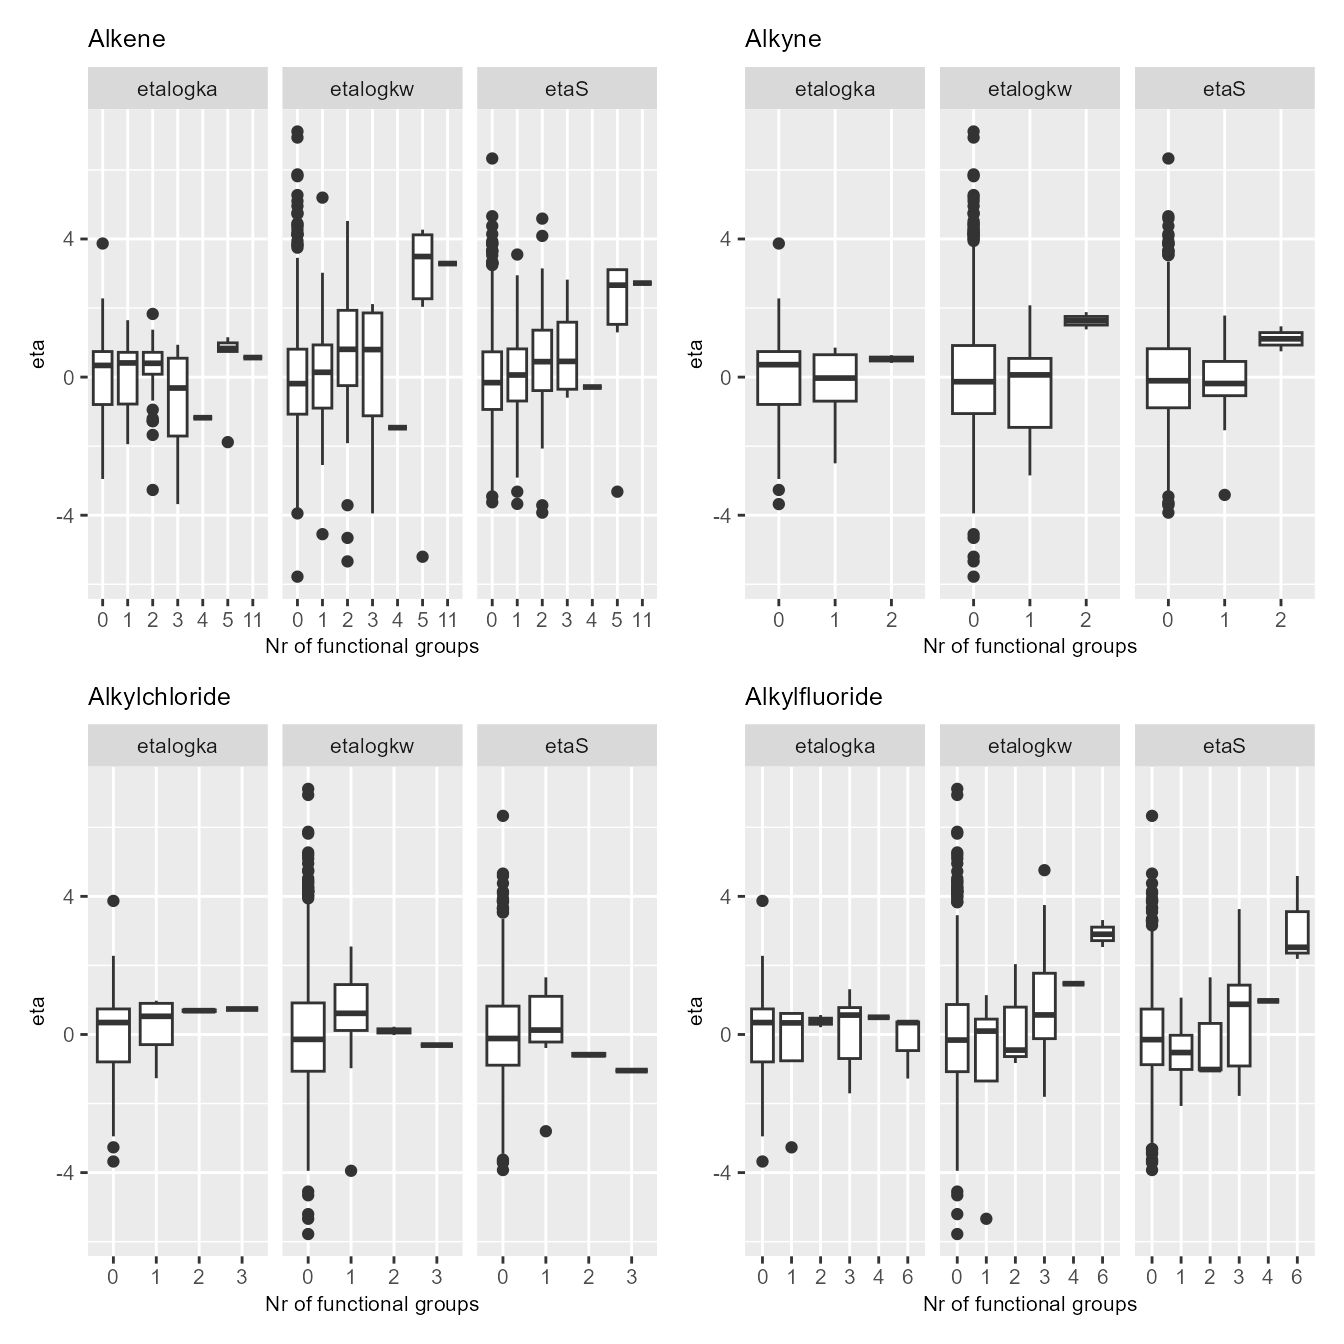 Alkene
etalogka etalogkw etaS
4
0
-4
eta
0 1 2 3 4 5 11 0 1 2 3 4 5 11 0 1 2 3 4 5 11
Nr of functional groups
Alkyne
etalogka etalogkw etaS
4
0
-4
eta
0 1 2 0 1 2 0 1 2
Nr of functional groups
Alkylchloride
etalogka etalogkw etaS
4
0
-4
eta
0 1 2 3 0 1 2 3 0 1 2 3
Nr of functional groups
Alkylfluoride
etalogka etalogkw etaS
4
0
-4
eta
0 1 2 3 4 6 0 1 2 3 4 6 0 1 2 3 4 6
Nr of functional groups